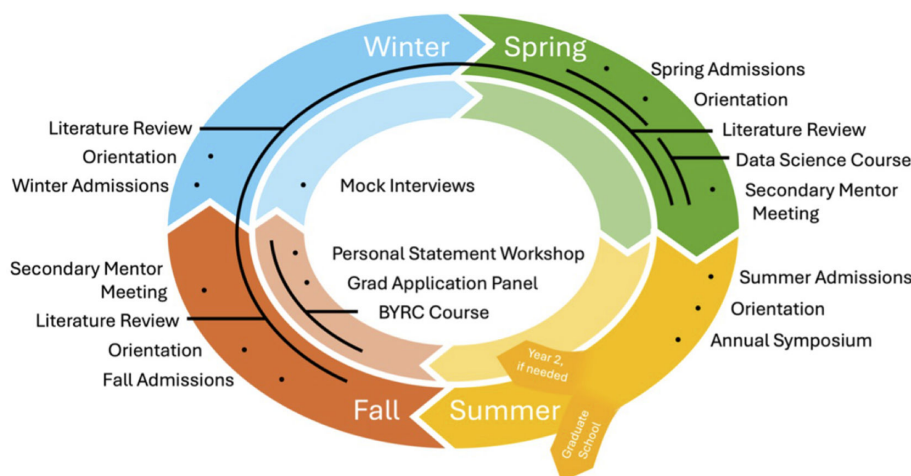 Winter
Spring
Spring Admissions
Orientation
Literature Review
Data Science Course
Secondary Mentor
Meeting
Literature Review
Orientation
Winter Admissions
Mock Interviews
Personal Statement Workshop
Grad Application Panel
BYRC Course
Secondary Mentor
Meeting
Literature Review
Orientation
Fall Admissions
Summer Admissions
Orientation
Annual Symposium
Year 2,
if needed
Fall
Summer
Graduate
School